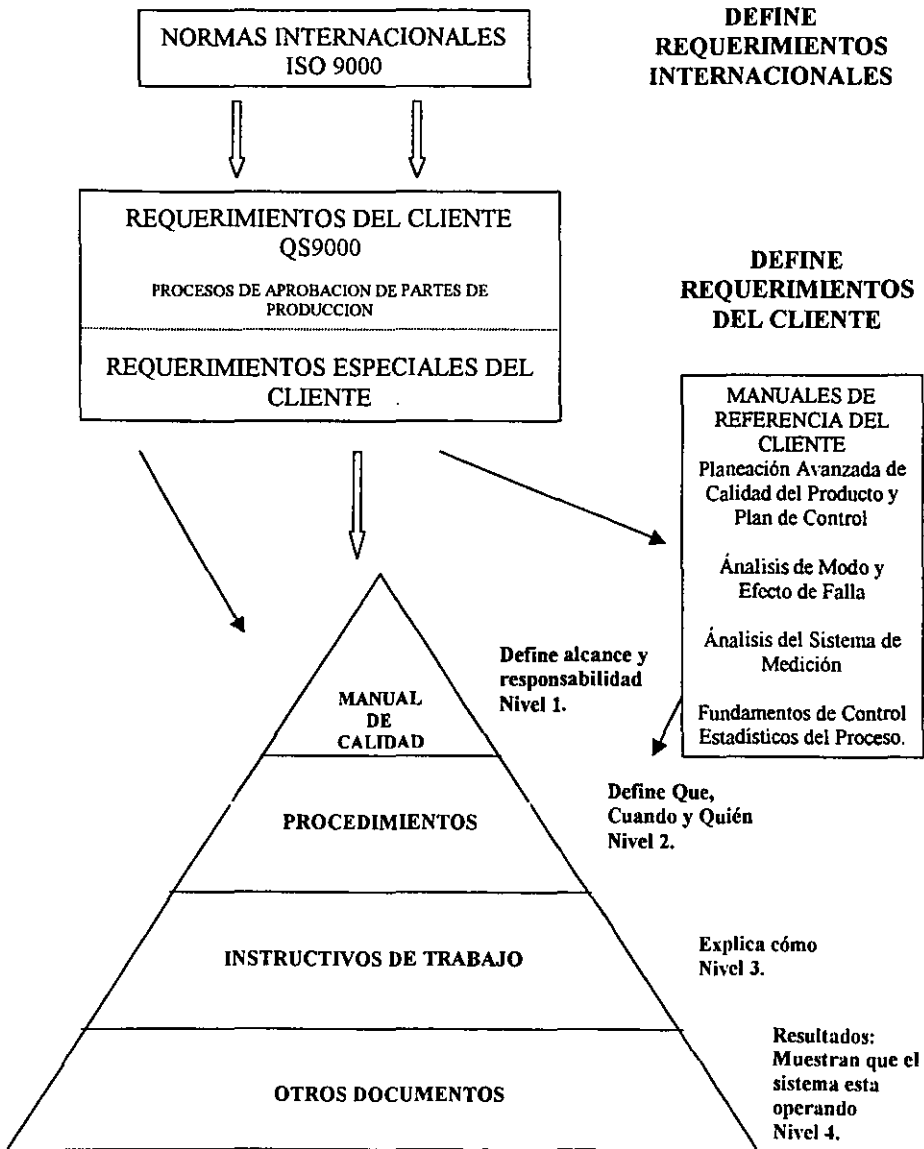 NORMAS INTERNACIONALES
ISO 9000
DEFINE
REQUERIMIENTOS
INTERNACIONALES
REQUERIMIENTOS DEL CLIENTE
QS9000
PROCESOS DE APROBACION DE PARTES DE
PRODUCCION
REQUERIMIENTOS ESPECIALES DEL
CLIENTE
DEFINE
REQUERIMIENTOS
DEL CLIENTE
MANUALES DE
REFERENCIA DEL
CLIENTE
Planeación Avanzada de
Calidad del Producto y
Plan de Control
Ánalisis de Modo y
Efecto de Falla
Ánalisis del Sistema de
Medición
Fundamentos de Control
Estadísticos del Proceso.
MANUAL
DE
CALIDAD
Define alcance y
responsabilidad
Nivel 1.
PROCEDIMIENTOS
Define Que,
Cuando y Quién
Nivel 2.
INSTRUCTIVOS DE TRABAJO
Explica cómo
Nivel 3.
OTROS DOCUMENTOS
Resultados:
Muestran que el
sistema esta
operando
Nivel 4.